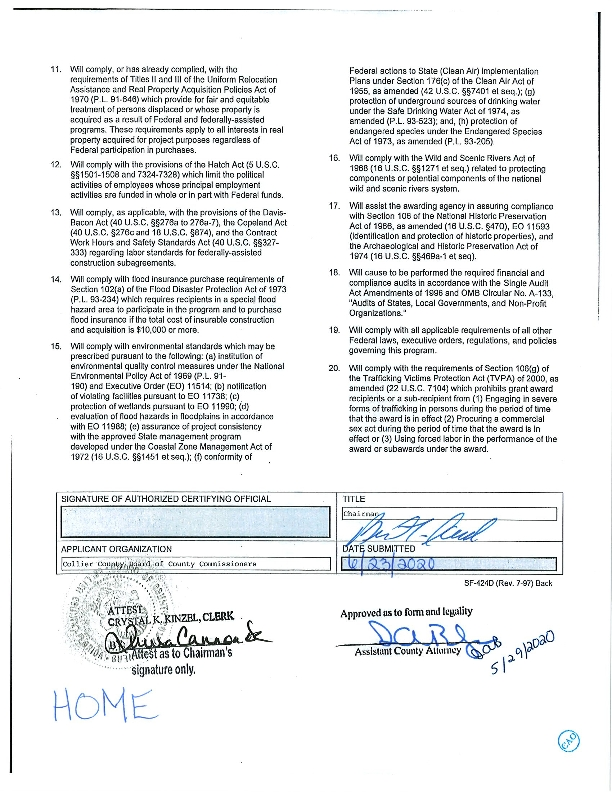 11. Will comply, or has already complied, with the
requirements of Titles II and III of the Uniform Relocation
Assistance and Real Property Acquisition Policies Act of
1970 (P.L. 91-646) which provide for fair and equitable
treatment of persons displaced or whose property is
acquired as a result of Federal and federally-assisted
programs. These requirements apply to all interests in real
property acquired for project purposes regardless of
Federal participation in purchases.
12. Will comply with the provisions of the Hatch Act (5 U.S.C.
§§1501-1508 and 7324-7328) which limit the political
activities of employees whose principal employment
activities are funded in whole or in part with Federal funds.
13. Will comply, as applicable, with the provisions of the Davis-
Bacon Act (40 U.S.C. §§276a to 276a-7), the Copeland Act
(40 U.S.C. §276c and 18 U.S.C. §874), and the Contract
Work Hours and Safety Standards Act (40 U.S.C. §§327-
333) regarding labor standards for federally-assisted
construction subagreements.
14. Will comply with flood insurance purchase requirements of
Section 102(a) of the Flood Disaster Protection Act of 1973
(P.L. 93-234) which requires recipients in a special flood
hazard area to participate in the program and to purchase
flood insurance if the total cost of insurable construction
and acquisition is $10,000 or more.
15. Will comply with environmental standards which may be
prescribed pursuant to the following: (a) institution of
environmental quality control measures under the National
Environmental Policy Act of 1969 (P.L. 91-
190) and Executive Order (EO) 11514; (b) notification
of violating facilities pursuant to EO 11738; (c)
protection of wetlands pursuant to EO 11990; (d)
evaluation of flood hazards in floodplains in accordance
with EO 11988; (e) assurance of project consistency
with the approved State management program
developed under the Coastal Zone Management Act of
1972 (16 U.S.C. §§1451 et seq.); (f) conformity of
Federal actions to State (Clean Air) Implementation
Plans under Section 176(c) of the Clean Air Act of
1955, as amended (42 U.S.C. §§7401 et seq.); (g)
protection of underground sources of drinking water
under the Safe Drinking Water Act of 1974, as
amended (P.L. 93-523); and, (h) protection of
endangered species under the Endangered Species
Act of 1973, as amended (P.L. 93-205)
16. Will comply with the Wild and Scenic Rivers Act of
1968 (16 U.S.C. §§1271 et seq.) related to protecting
components or potential components of the national
wild and scenic rivers system.
17. Will assist the awarding agency in assuring compliance
with Section 106 of the National Historic Preservation
Act of 1966, as amended (16 U.S.C. §470), EO 11593
(identification and protection of historic properties), and
the Archaeological and Historic Preservation Act of
1974 (16 U.S.C. §§469a-1 et seq).
18. Will cause to be performed the required financial and
compliance audits in accordance with the Single Audit
Act Amendments of 1996 and OMB Circular No. A-133,
"Audits of States, Local Governments, and Non-Profit
Organizations."
19. Will comply with all applicable requirements of all other
Federal laws, executive orders, regulations, and policies
governing this program.
20. Will comply with the requirements of Section 106(g) of
the Trafficking Victims Protection Act (TVPA) of 2000, as
amended (22 U.S.C. 7104) which prohibits grant award
recipients or a sub-recipient from (1) Engaging in severe
forms of trafficking in persons during the period of time
that the award is in effect (2) Procuring a commercial
sex act during the period of time that the award is in
effect or (3) Using forced labor in the performance of the
award or subawards under the award.
SIGNATURE OF AUTHORIZED CERTIFYING OFFICIAL
TITLE
Chairman
APPLICANT ORGANIZATION
DATE SUBMITTED
Collier County Board of County Commissioners
6/23/2020
SF-424D (Rev. 7-97) Back
ATTEST
CRYSTAL K. KINZEL, CLERK
Attest as to Chairman's
signature only.
Approved as to form and legality
Assistant County Attorney
5/29/2020
HOME
CAO